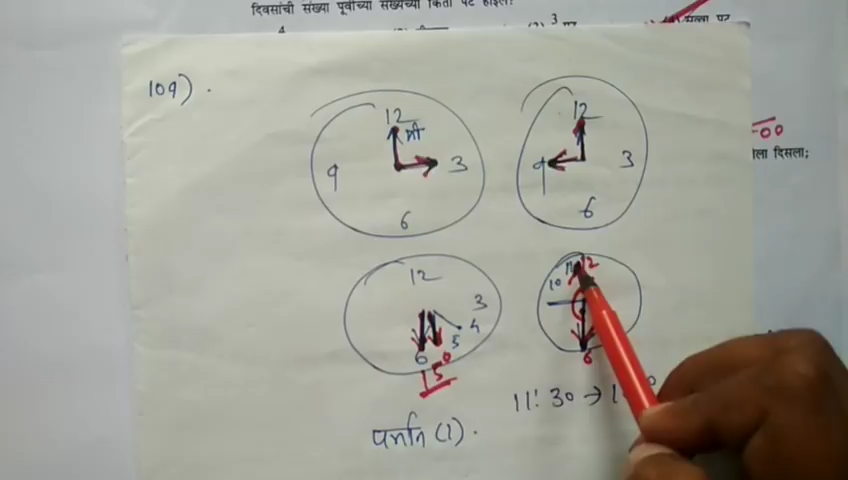 दिवसांची संख्या पूर्वीच्या संख्येच्या किती पट होईल?
109) .
12 मी 3 6 9
12 3 6 9
-00
ला दिसला;
12 3 4 5 6
15°
12 11 10 6
11:30 →
पर्याय (1).